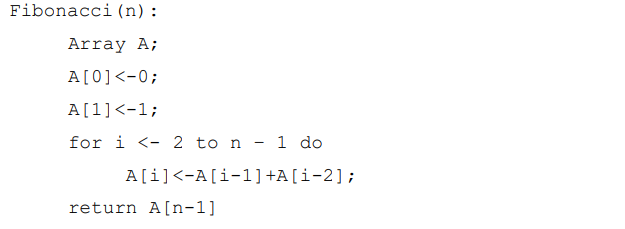 Fibonacci(n):
Array A;
A[0]<-0;
A[1]<-1;
for i <- 2 to n – 1 do
A[i]<-A[i-1]+A[i-2];
return A[n-1]